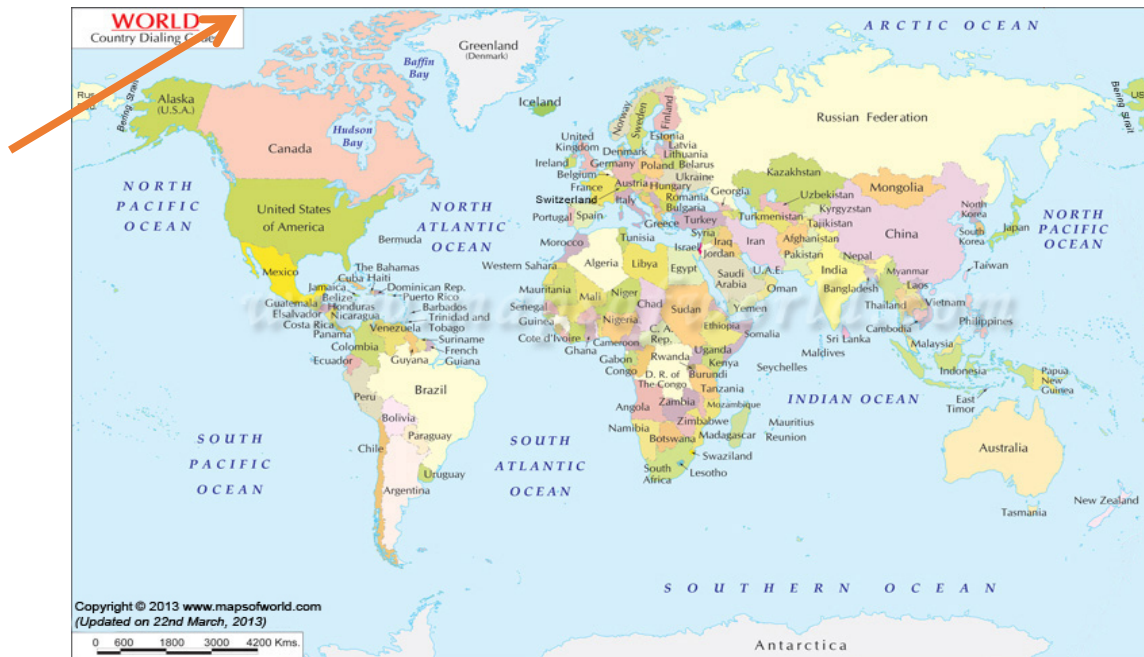 WORLD
Country Dialing
ARCTIC OCEAN
Greenland
(Denmark)
Baffin
Bay
Alaska
(U.S.A.)
Bering Strait
Iceland
Norway
Sweden
Finland
Russian Federation
Bering strait
US
Canada
Hudson
Bay
United
Kingdom
Estonia
Latvia
Lithuania
Denmark
Ireland
Germany
Poland
Belarus
Belgium
Ukraine
France
Austria
Hungary
Switzerland
Romania
Bulgaria
Italy
Portugal
Spain
Greece
Turkey
Georgia
Kazakhstan
Mongolia
Uzbekistan
Kyrgyzstan
Turkmenistan
Tajikistan
North
Korea
South
Korea
Japan
NORTH
PACIFIC
OCEAN
NORTH
PACIFIC
OCEAN
United States
of America
NORTH
ATLANTIC
OCEAN
Bermuda
Morocco
Tunisia
Syria
Israel
Iraq
Jordan
Iran
Afghanistan
Pakistan
China
Nepal
Taiwan
Mexico
The Bahamas
Cuba
Haiti
Dominican Rep.
Jamaica
Puerto Rico
Belize
Guatemala
Honduras
Barbados
Elsalvador
Nicaragua
Trinidad and
Tobago
Costa Rica
Panama
Venezuela
Suriname
Colombia
French
Guiana
Guyana
Ecuador
Western Sahara
Algeria
Libya
Egypt
Saudi
Arabia
U.A.E.
Oman
India
Bangladesh
Myanmar
Laos
Mauritania
Mali
Niger
Chad
Sudan
Yemen
Thailand
Vietnam
Senegal
Guinea
Nigeria
Ethiopia
Somalia
Cambodia
Philippines
Cote d'Ivoire
Ghana
Cameroon
C. A.
Rep.
Uganda
Kenya
Sri Lanka
Maldives
Malaysia
Gabon
Congo
Rwanda
Burundi
Seychelles
Indonesia
Papua
New
Guinea
D. R. of
The Congo
Tanzania
INDIAN OCEAN
East
Timor
Brazil
Peru
Bolivia
Angola
Zambia
Mozambique
Zimbabwe
Mauritius
Namibia
Botswana
Madagascar
Reunion
Paraguay
Chile
Swaziland
South
Africa
Lesotho
Australia
SOUTH
PACIFIC
OCEAN
SOUTH
ATLANTIC
OCEAN
Uruguay
Argentina
New Zealand
Tasmania
SOUTHERN OCEAN
Antarctica
Copyright © 2013 www.mapsofworld.com
(Updated on 22nd March, 2013)
0 600 1800 3000 4200 Kms.